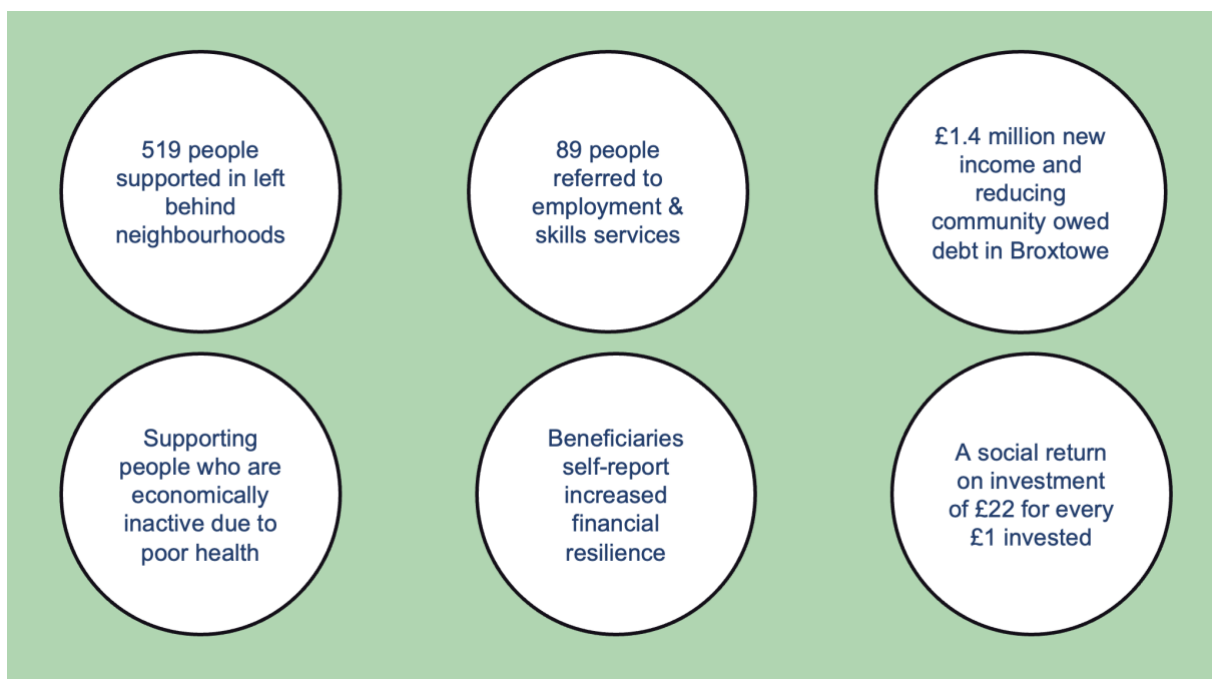 519 people
supported in left
behind
neighbourhoods
89 people
referred to
employment &
skills services
£1.4 million new
income and
reducing
community owed
debt in Broxtowe
Supporting
people who are
economically
inactive due to
poor health
Beneficiaries
self-report
increased
financial
resilience
A social return
on investment
of £22 for every
£1 invested